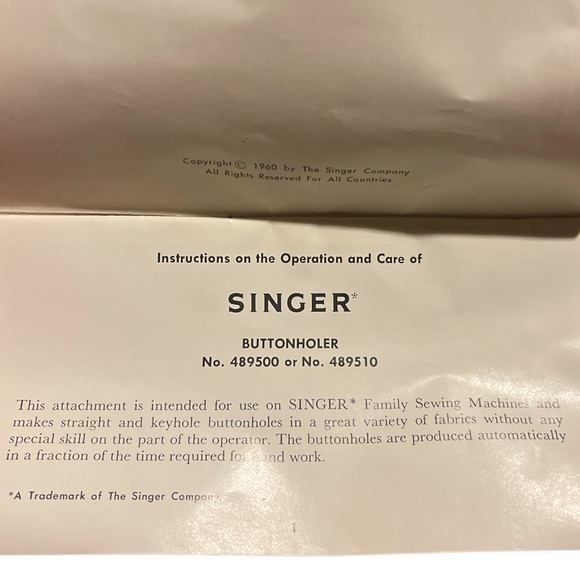 Copyright © 1960 by The Singer Company
All Rights Reserved For All Countries
Instructions on the Operation and Care of
SINGER*
BUTTONHOLER
No. 489500 or No. 489510
This attachment is intended for use on SINGER* Family Sewing Machines and
makes straight and keyhole buttonholes in a great variety of fabrics without any
special skill on the part of the operator. The buttonholes are produced automatically
in a fraction of the time required work.
*A Trademark of The Singer Company
1